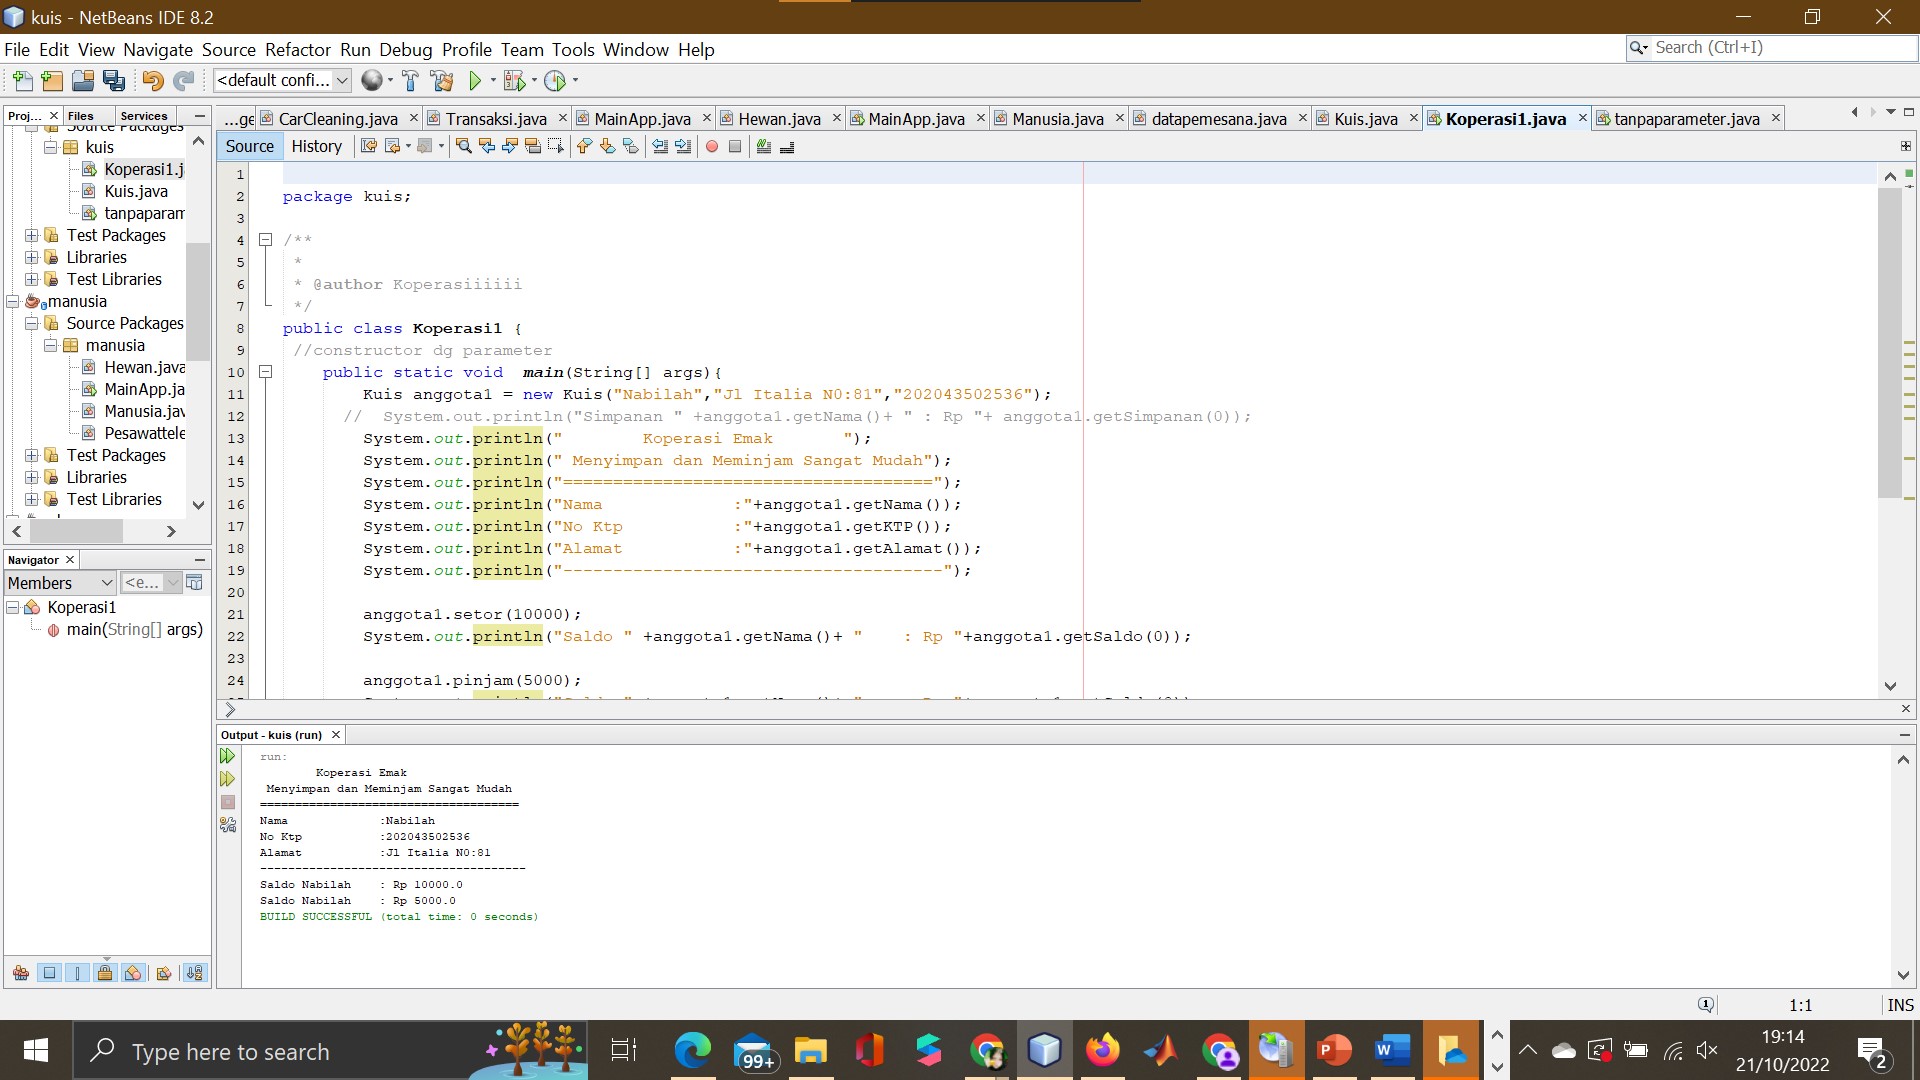 kuis - NetBeans IDE 8.2
File Edit View Navigate Source Refactor Run Debug Profile Team Tools Window Help
Search (Ctrl+I)
<default confi...
Proj... Files Services
...ge CarCleaning.java Transaksi.java MainApp.java Hewan.java MainApp.java Manusia.java datapemesana.java Kuis.java Koperasi1.java tanpaparameter.java
Source History
Source Packages
kuis
Koperasi1.j
Kuis.java
tanpaparam
Test Packages
Libraries
Test Libraries
manusia
Source Packages
manusia
Hewan.java
MainApp.ja
Manusia.jav
Pesawattele
Test Packages
Libraries
Test Libraries
Navigator
Members <e...
Koperasi1
main(String[] args)
1
2 package kuis;
3
4 /**
5 *
6 * @author Koperasiiiiii
7 */
8 public class Koperasi1 {
9 //constructor dg parameter
10 public static void main(String[] args){
11 Kuis anggota1 = new Kuis("Nabilah","Jl Italia N0:81","202043502536");
12 // System.out.println("Simpanan " +anggota1.getNama()+ " : Rp "+ anggota1.getSimpanan(0));
13 System.out.println("        Koperasi Emak       ");
14 System.out.println(" Menyimpan dan Meminjam Sangat Mudah");
15 System.out.println("=====================================");
16 System.out.println("Nama             :"+anggota1.getNama());
17 System.out.println("No Ktp           :"+anggota1.getKTP());
18 System.out.println("Alamat           :"+anggota1.getAlamat());
19 System.out.println("--------------------------------------");
20
21 anggota1.setor(10000);
22 System.out.println("Saldo " +anggota1.getNama()+ "    : Rp "+anggota1.getSaldo(0));
23
24 anggota1.pinjam(5000);
Output - kuis (run)
run:
Koperasi Emak
Menyimpan dan Meminjam Sangat Mudah
=====================================
Nama             :Nabilah
No Ktp           :202043502536
Alamat           :Jl Italia N0:81
--------------------------------------
Saldo Nabilah    : Rp 10000.0
Saldo Nabilah    : Rp 5000.0
BUILD SUCCESSFUL (total time: 0 seconds)
1:1 INS
Type here to search
99+
19:14
21/10/2022
2